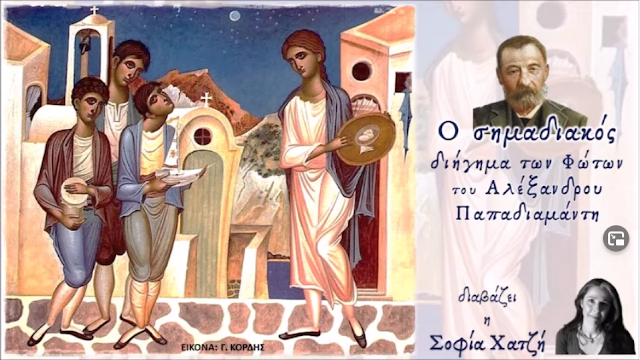 Ο σημαδιακός
διήγημα των Φώτων
του Αλέξανδρου
Παπαδιαμάντη
διαβάζει
η
Σοφία Χατζή
ΕΙΚΟΝΑ: Γ. ΚΟΡΔΗΣ